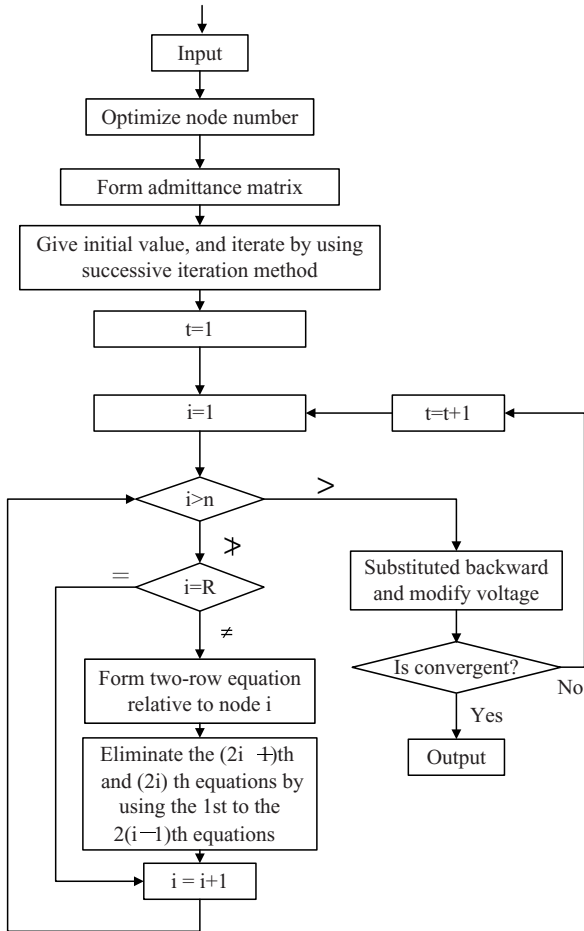 Input
Optimize node number
Form admittance matrix
Give initial value, and iterate by using
successive iteration method
t=1
i=1
t=t+1
i>n
>
≯
i=R
=
≠
Substituted backward
and modify voltage
Is convergent?
No
Yes
Output
Form two-row equation
relative to node i
Eliminate the (2i −1)th
and (2i) th equations by
using the 1st to the
2(i−1)th equations
i = i+1